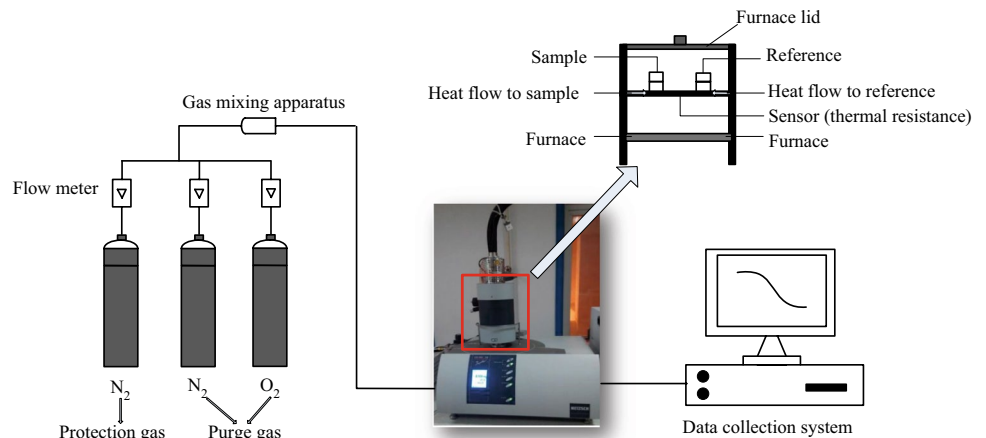 Furnace lid
Sample
Reference
Heat flow to sample
Heat flow to reference
Sensor (thermal resistance)
Furnace
Furnace
Gas mixing apparatus
Flow meter
N2
N2
O2
Protection gas
Purge gas
Data collection system